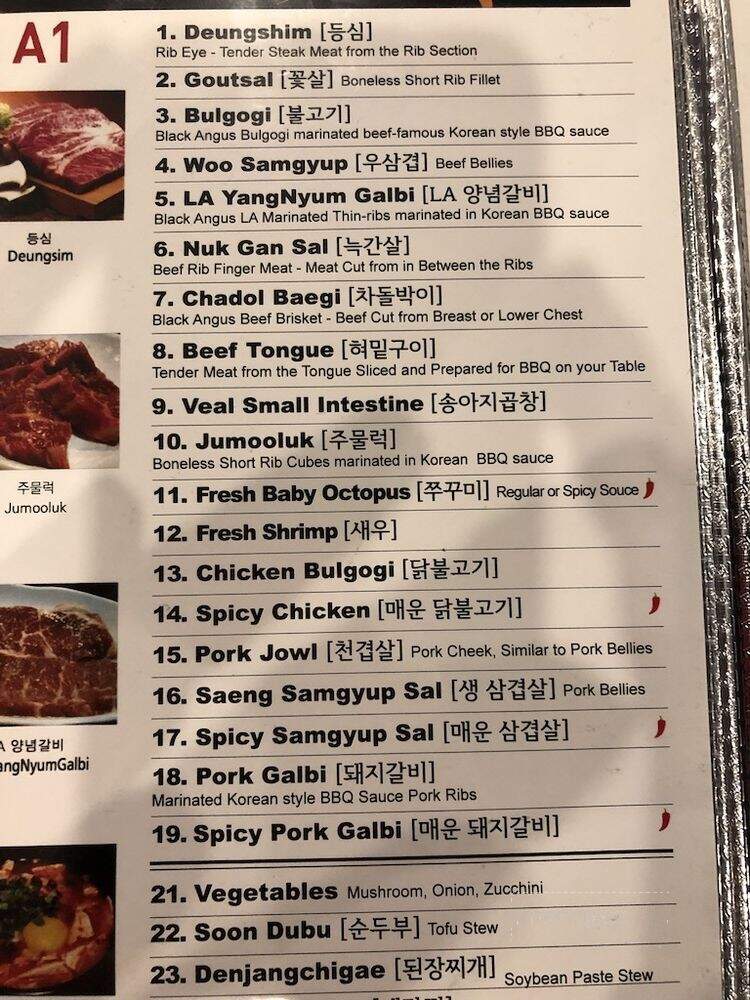 A1
1. Deungshim [등심]
Rib Eye - Tender Steak Meat from the Rib Section
2. Goutsal [꽃살] Boneless Short Rib Fillet
3. Bulgogi [불고기]
Black Angus Bulgogi marinated beef-famous Korean style BBQ sauce
4. Woo Samgyup [우삼겹] Beef Bellies
5. LA YangNyum Galbi [LA 양념갈비]
Black Angus LA Marinated Thin-ribs marinated in Korean BBQ sauce
등심
Deungsim
6. Nuk Gan Sal [늑간살]
Beef Rib Finger Meat - Meat Cut from in Between the Ribs
7. Chadol Baegi [차돌박이]
Black Angus Beef Brisket - Beef Cut from Breast or Lower Chest
8. Beef Tongue [혀밑구이]
Tender Meat from the Tongue Sliced and Prepared for BBQ on your Table
9. Veal Small Intestine [송아지곱창]
10. Jumooluk [주물럭]
Boneless Short Rib Cubes marinated in Korean BBQ sauce
주물럭
Jumooluk
11. Fresh Baby Octopus [쭈꾸미] Regular or Spicy Souce
12. Fresh Shrimp [새우]
13. Chicken Bulgogi [닭불고기]
14. Spicy Chicken [매운 닭불고기]
15. Pork Jowl [천겹살] Pork Cheek, Similar to Pork Bellies
16. Saeng Samgyup Sal [생 삼겹살] Pork Bellies
17. Spicy Samgyup Sal [매운 삼겹살]
A 양념갈비
angNyumGalbi
18. Pork Galbi [돼지갈비]
Marinated Korean style BBQ Sauce Pork Ribs
19. Spicy Pork Galbi [매운 돼지갈비]
21. Vegetables Mushroom, Onion, Zucchini
22. Soon Dubu [순두부] Tofu Stew
23. Denjangchigae [된장찌개] Soybean Paste Stew